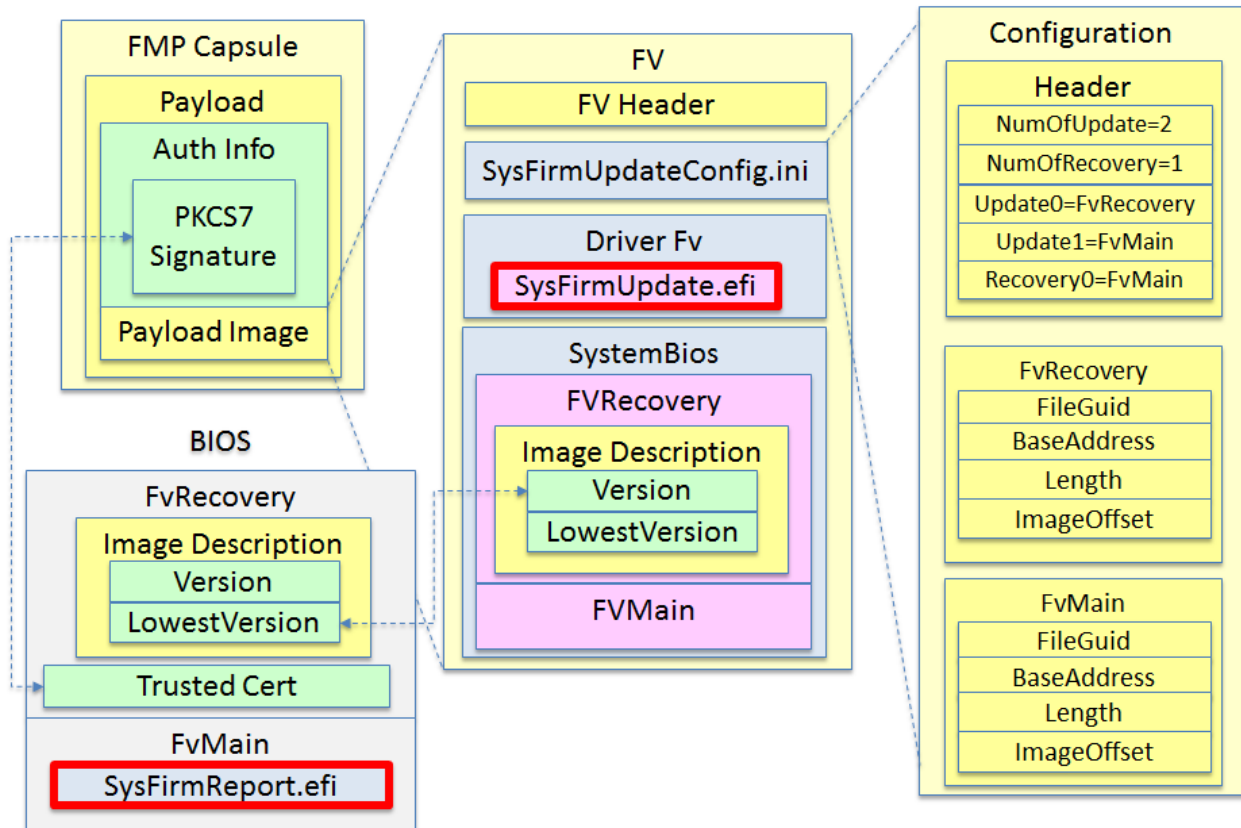 FMP Capsule
Payload
Auth Info
PKCS7
Signature
Payload Image
BIOS
FvRecovery
Image Description
Version
LowestVersion
Trusted Cert
FvMain
SysFirmReport.efi
FV
FV Header
SysFirmUpdateConfig.ini
Driver Fv
SysFirmUpdate.efi
SystemBios
FVRecovery
Image Description
Version
LowestVersion
FVMain
Configuration
Header
NumOfUpdate=2
NumOfRecovery=1
Update0=FvRecovery
Update1=FvMain
Recovery0=FvMain
FvRecovery
FileGuid
BaseAddress
Length
ImageOffset
FvMain
FileGuid
BaseAddress
Length
ImageOffset